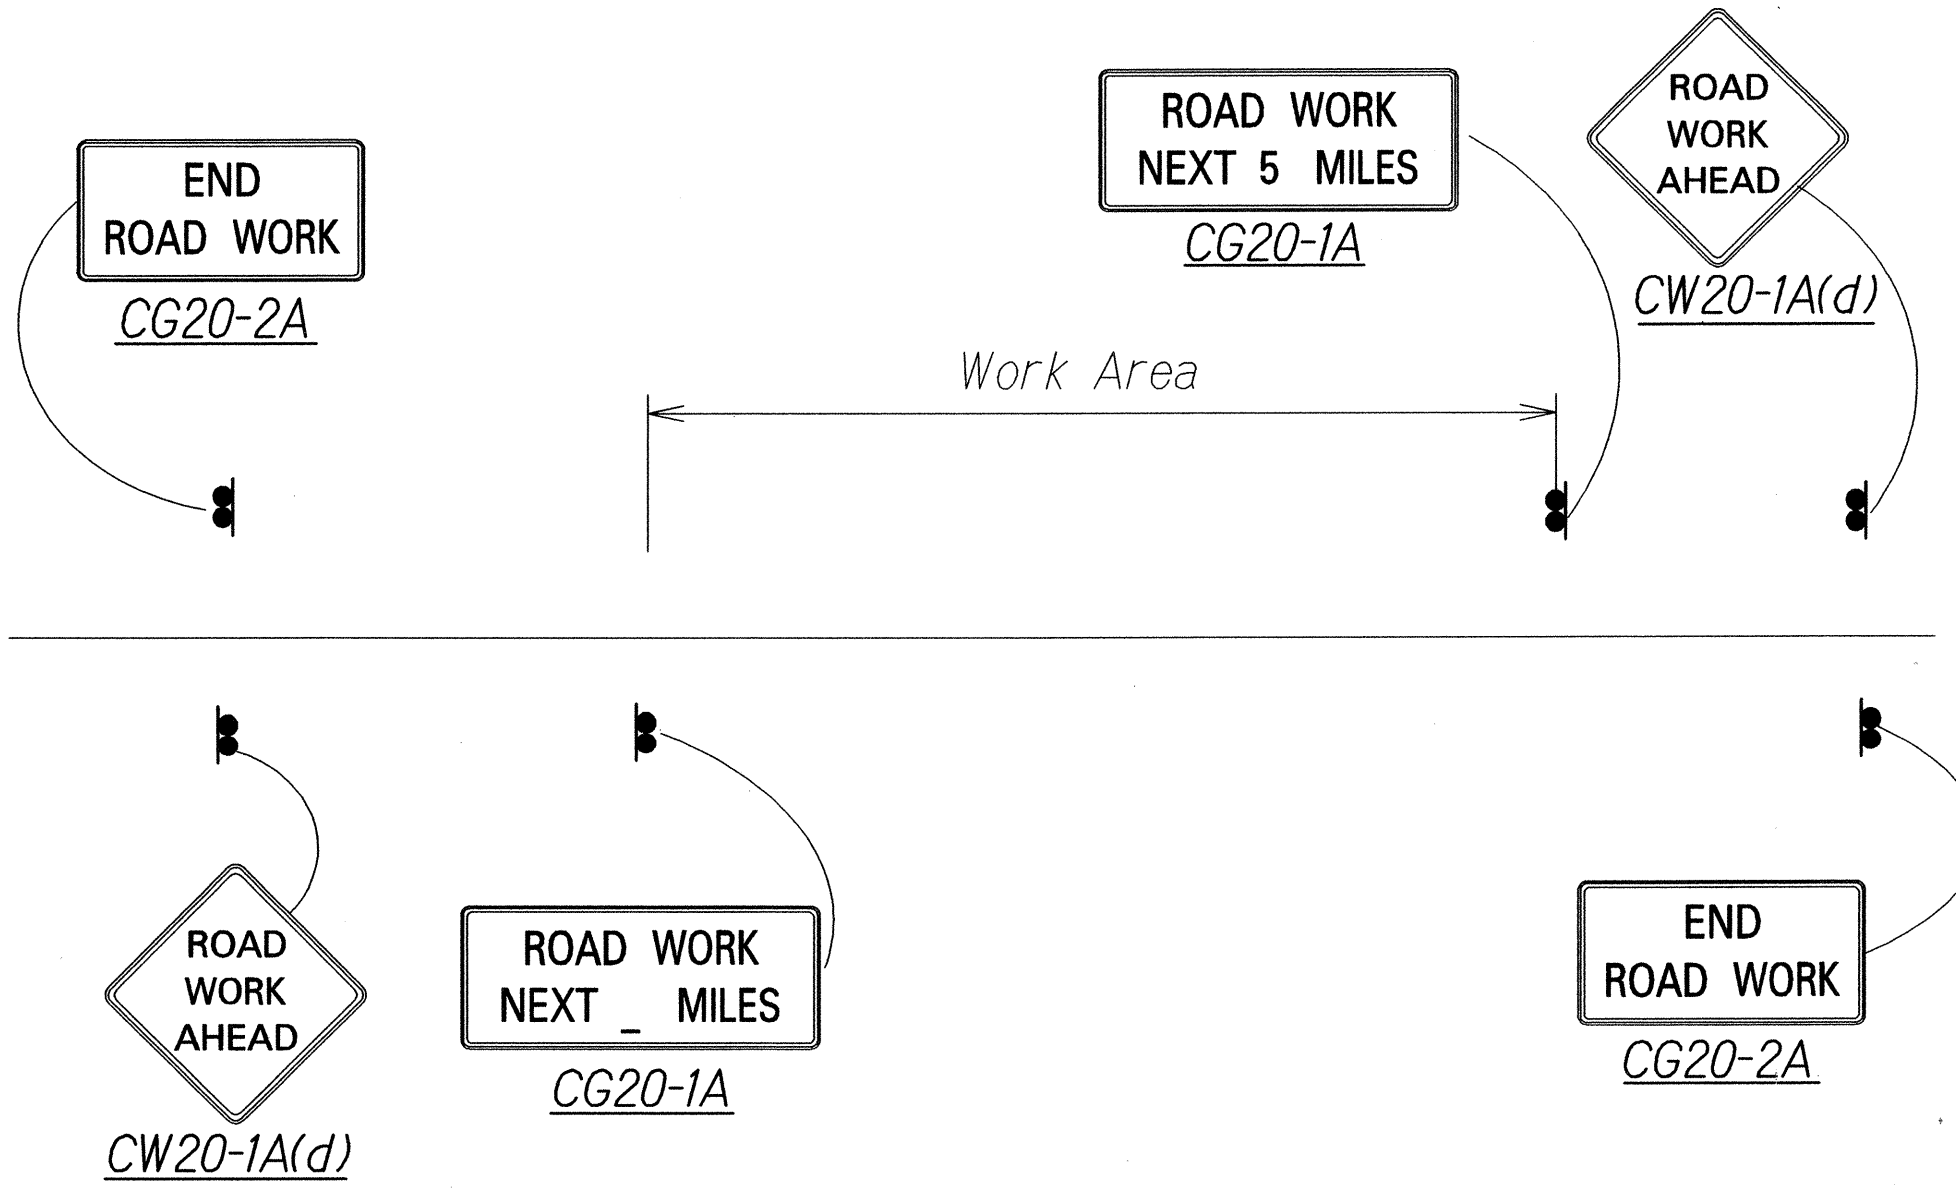 END
ROAD WORK
CG20-2A
ROAD WORK
NEXT 5 MILES
CG20-1A
ROAD
WORK
AHEAD
CW20-1A(d)
Work Area
ROAD
WORK
AHEAD
CW20-1A(d)
ROAD WORK
NEXT _ MILES
CG20-1A
END
ROAD WORK
CG20-2A